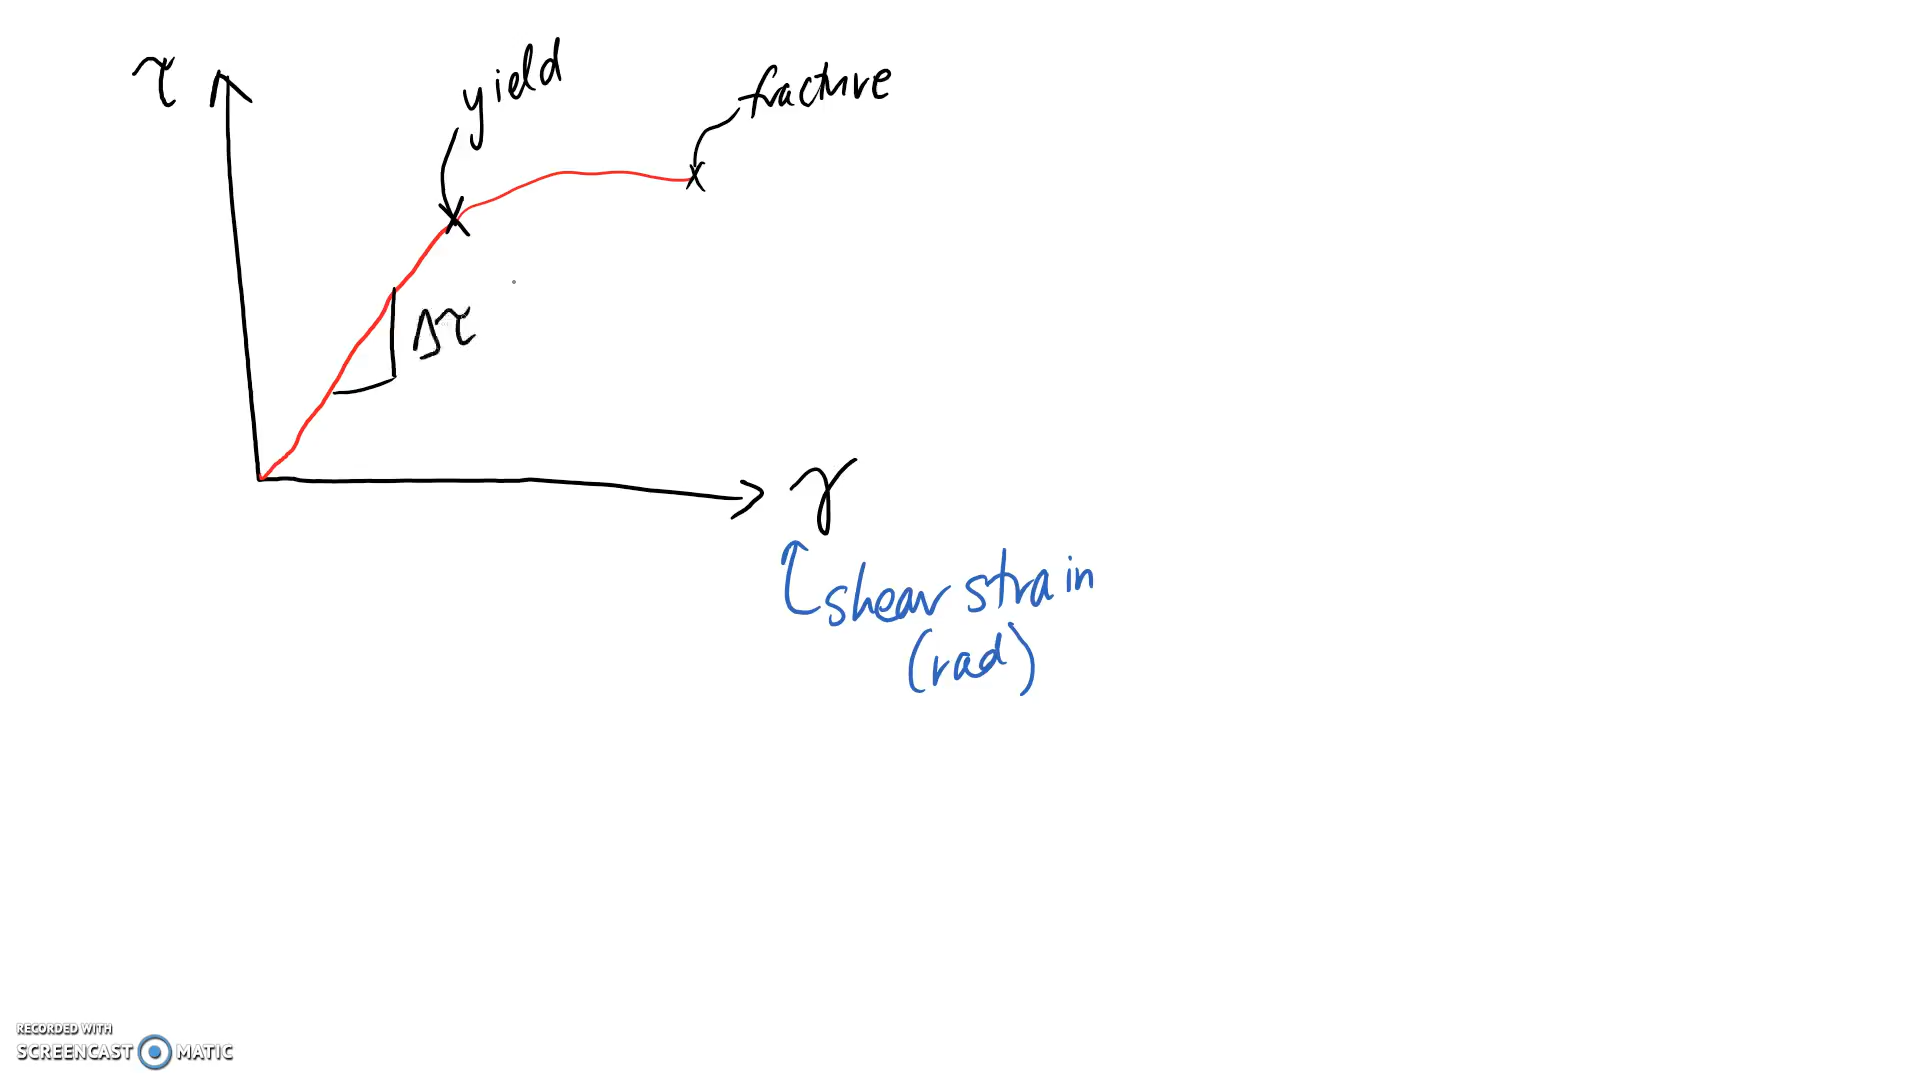 τ
yield
fracture
Δτ
γ
shear strain
(rad)
RECORDED WITH
SCREENCAST MATIC